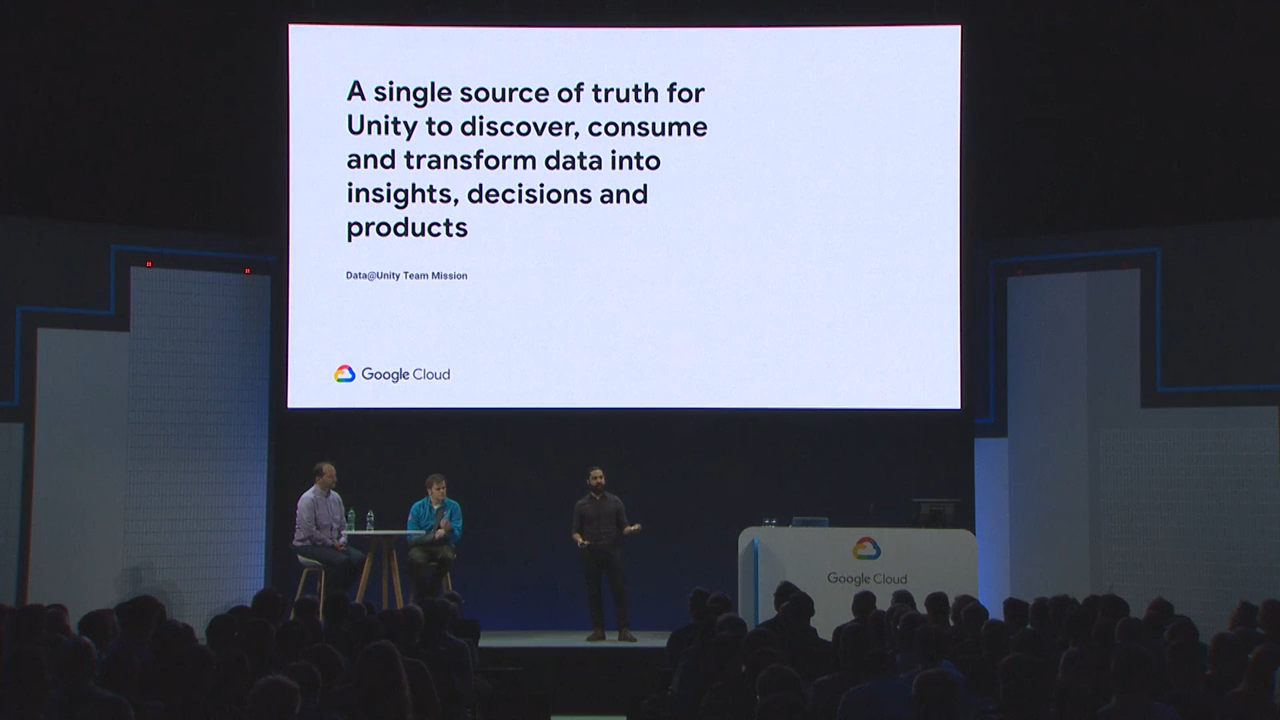 A single source of truth for
Unity to discover, consume
and transform data into
insights, decisions and
products
Data@Unity Team Mission
Google Cloud
Google Cloud